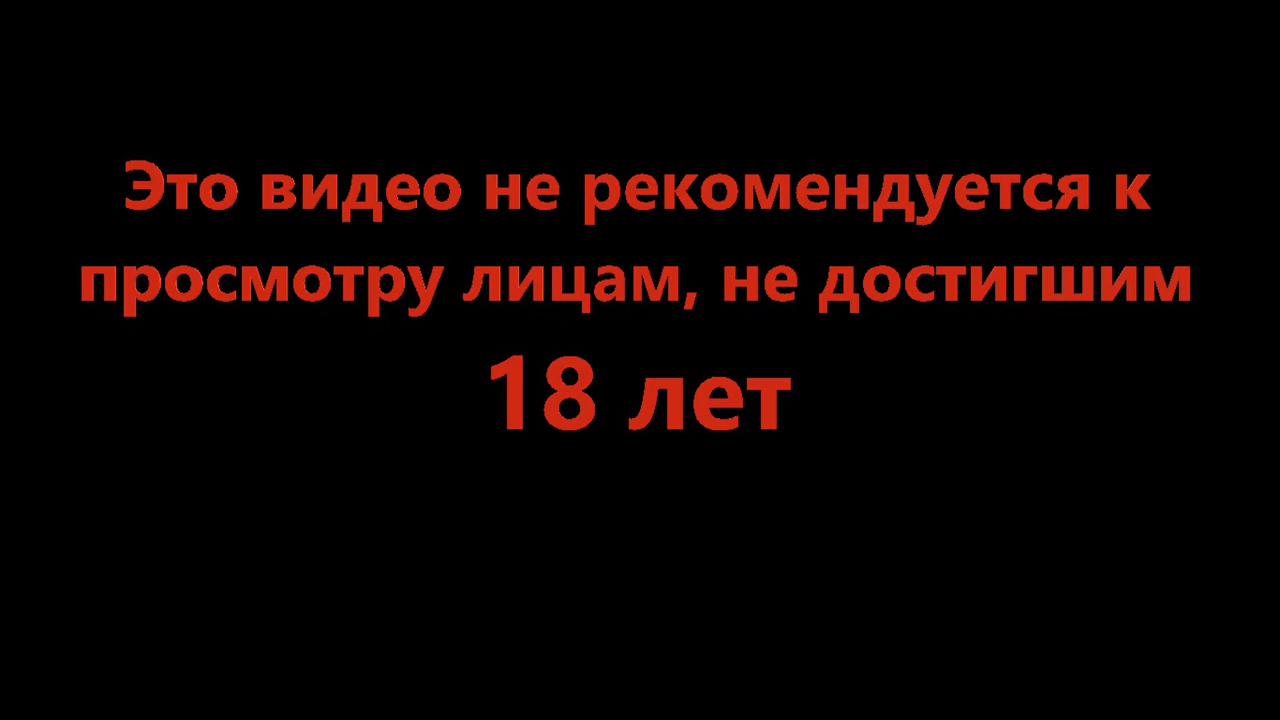 Это видео не рекомендуется к
просмотру лицам, не достигшим
18 лет